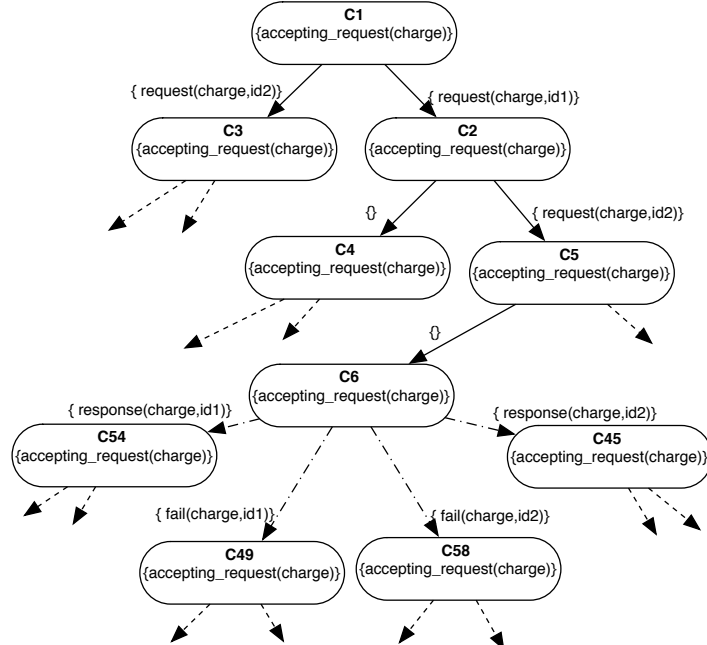 C1
{accepting_request(charge)}
{ request(charge,id2)}
{ request(charge,id1)}
C3
{accepting_request(charge)}
C2
{accepting_request(charge)}
{}
{ request(charge,id2)}
C4
{accepting_request(charge)}
C5
{accepting_request(charge)}
{}
C6
{accepting_request(charge)}
{ response(charge,id1)}
{ response(charge,id2)}
C54
{accepting_request(charge)}
C45
{accepting_request(charge)}
{ fail(charge,id1)}
{ fail(charge,id2)}
C49
{accepting_request(charge)}
C58
{accepting_request(charge)}